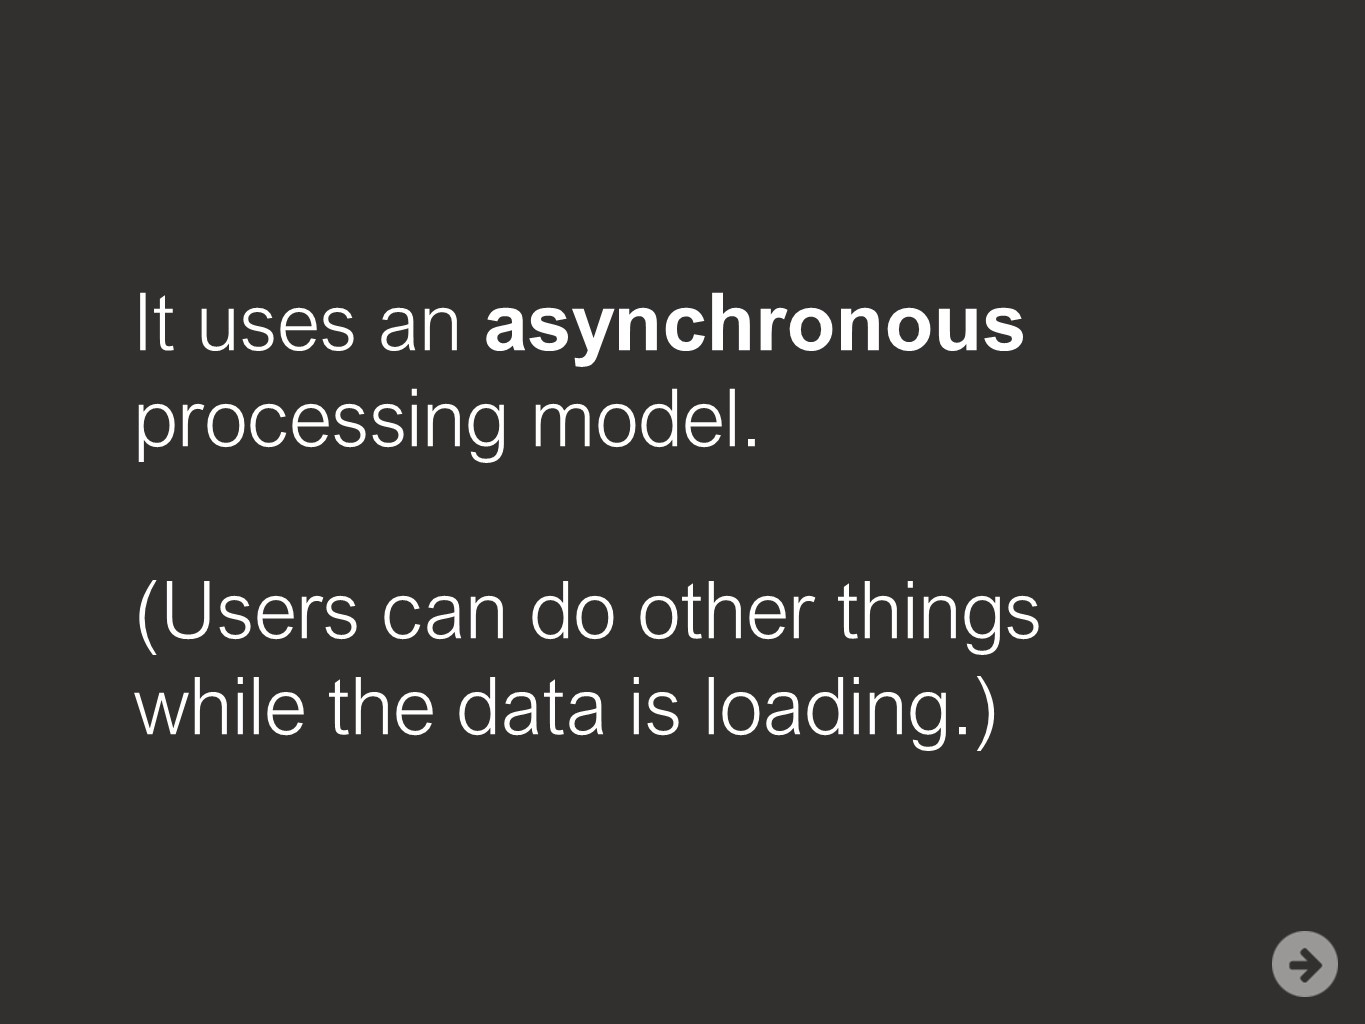 It uses an asynchronous
processing model.
(Users can do other things
while the data is loading.)